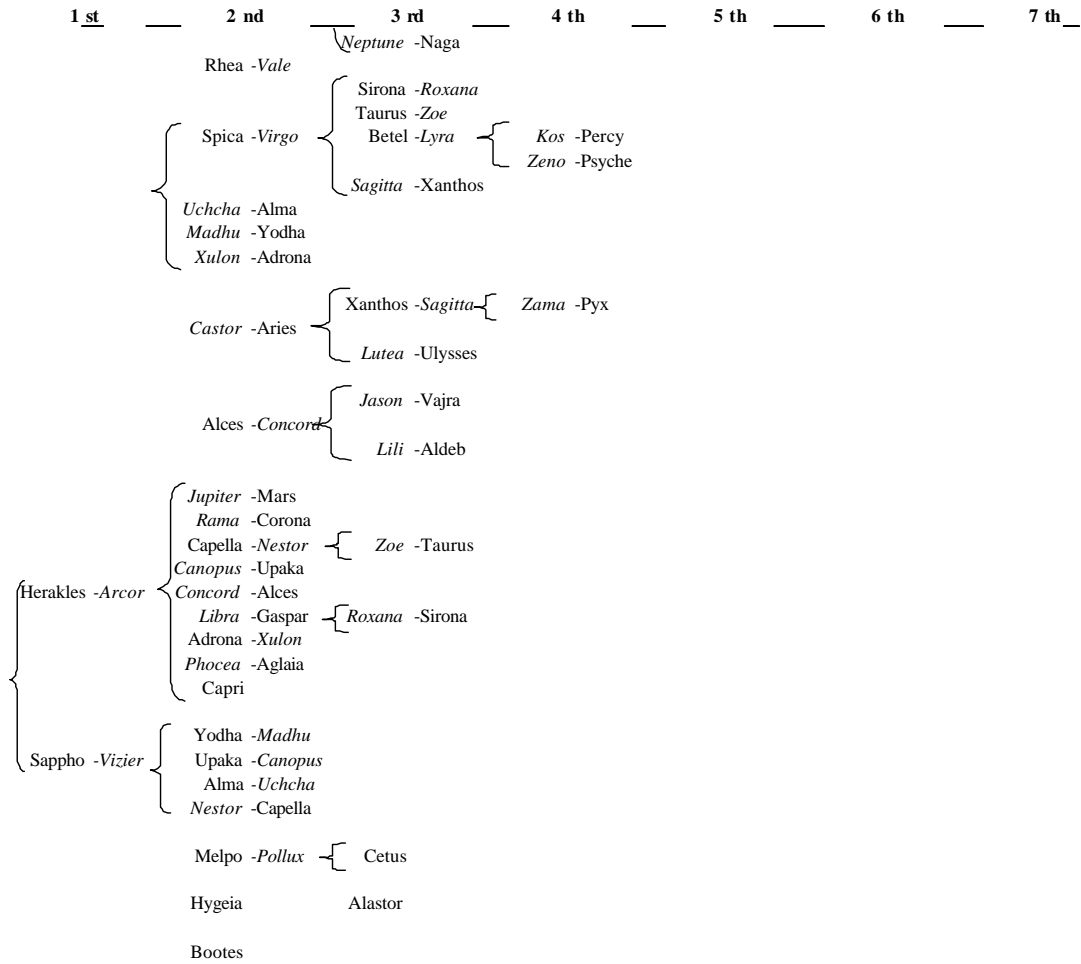 1 st 2 nd 3 rd 4 th 5 th 6 th 7 th
Neptune -Naga
Rhea -Vale
Sirona -Roxana
Taurus -Zoe
Spica -Virgo Betel -Lyra Kos -Percy
Zeno -Psyche
Sagitta -Xanthos
Uchcha -Alma
Madhu -Yodha
Xulon -Adrona
Xanthos -Sagitta Zama -Pyx
Castor -Aries
Lutea -Ulysses
Jason -Vajra
Alces -Concord
Lili -Aldeb
Jupiter -Mars
Rama -Corona
Capella -Nestor Zoe -Taurus
Canopus -Upaka
Herakles -Arcor Concord -Alces
Libra -Gaspar Roxana -Sirona
Adrona -Xulon
Phocea -Aglaia
Capri
Yodha -Madhu
Sappho -Vizier Upaka -Canopus
Alma -Uchcha
Nestor -Capella
Melpo -Pollux Cetus
Hygeia Alastor
Bootes